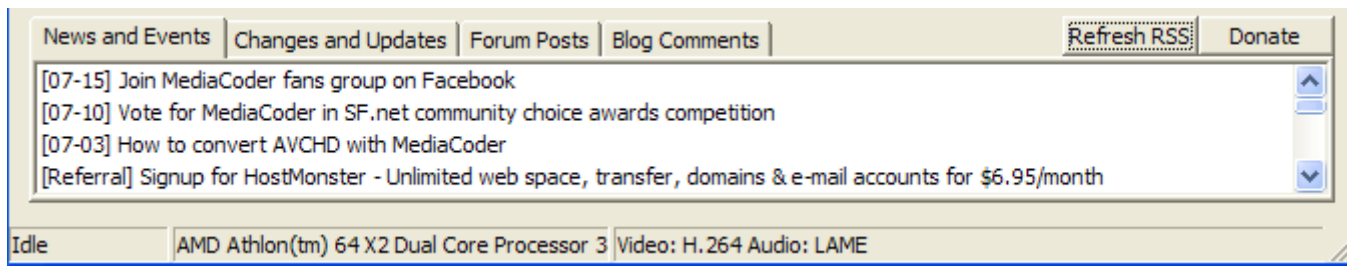 News and Events Changes and Updates Forum Posts Blog Comments Refresh RSS Donate
[07-15] Join MediaCoder fans group on Facebook
[07-10] Vote for MediaCoder in SF.net community choice awards competition
[07-03] How to convert AVCHD with MediaCoder
[Referral] Signup for HostMonster - Unlimited web space, transfer, domains & e-mail accounts for $6.95/month
Idle AMD Athlon(tm) 64 X2 Dual Core Processor 3 Video: H.264 Audio: LAME